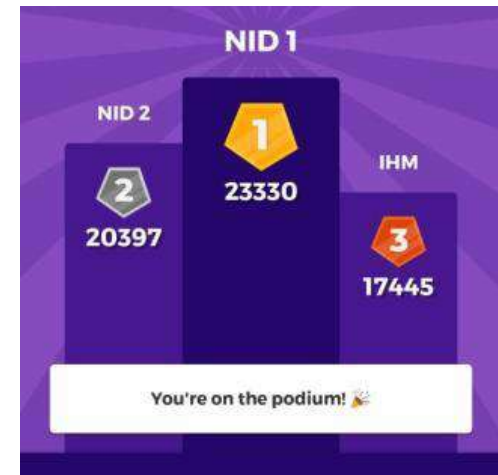 NID 1
NID 2
1
23330
2
20397
IHM
3
17445
You're on the podium! 🎉